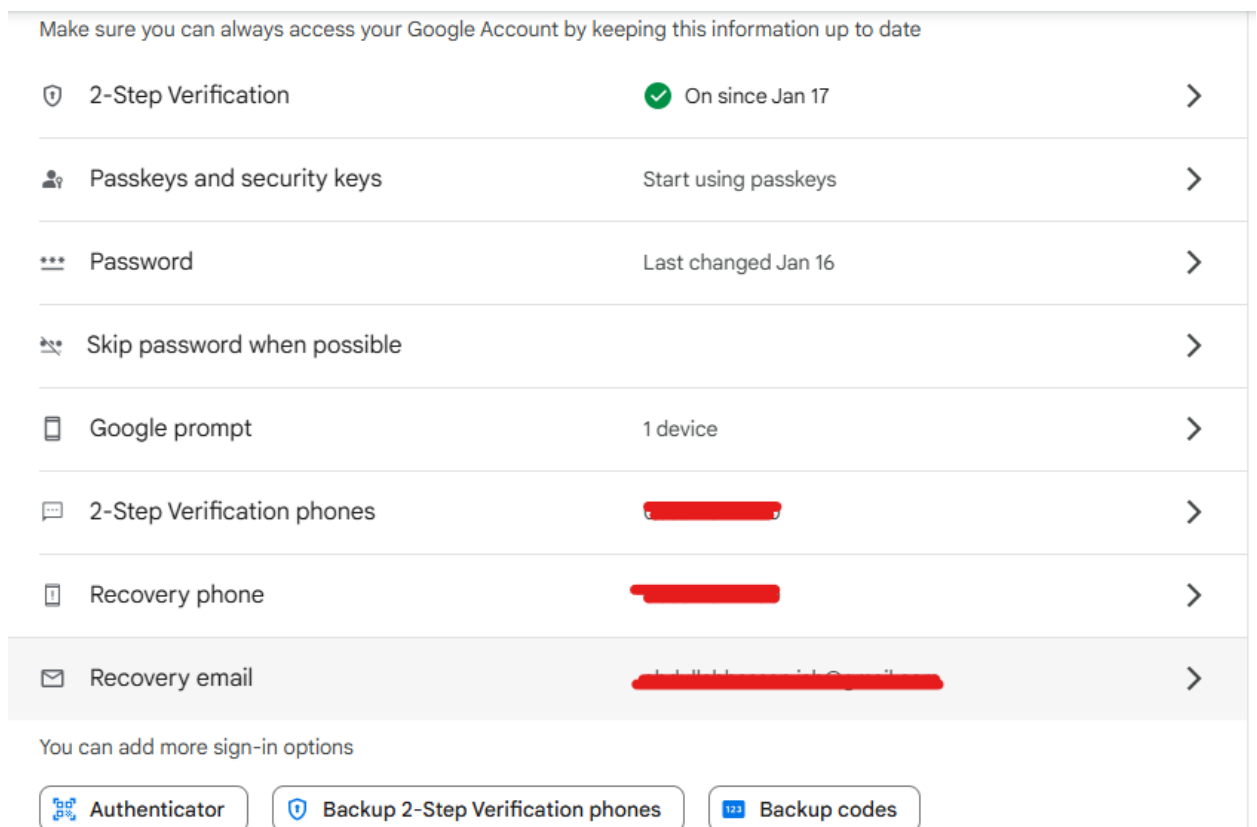 Make sure you can always access your Google Account by keeping this information up to date
2-Step Verification On since Jan 17
Passkeys and security keys Start using passkeys
Password Last changed Jan 16
Skip password when possible
Google prompt 1 device
2-Step Verification phones
Recovery phone
Recovery email
You can add more sign-in options
Authenticator Backup 2-Step Verification phones 123 Backup codes